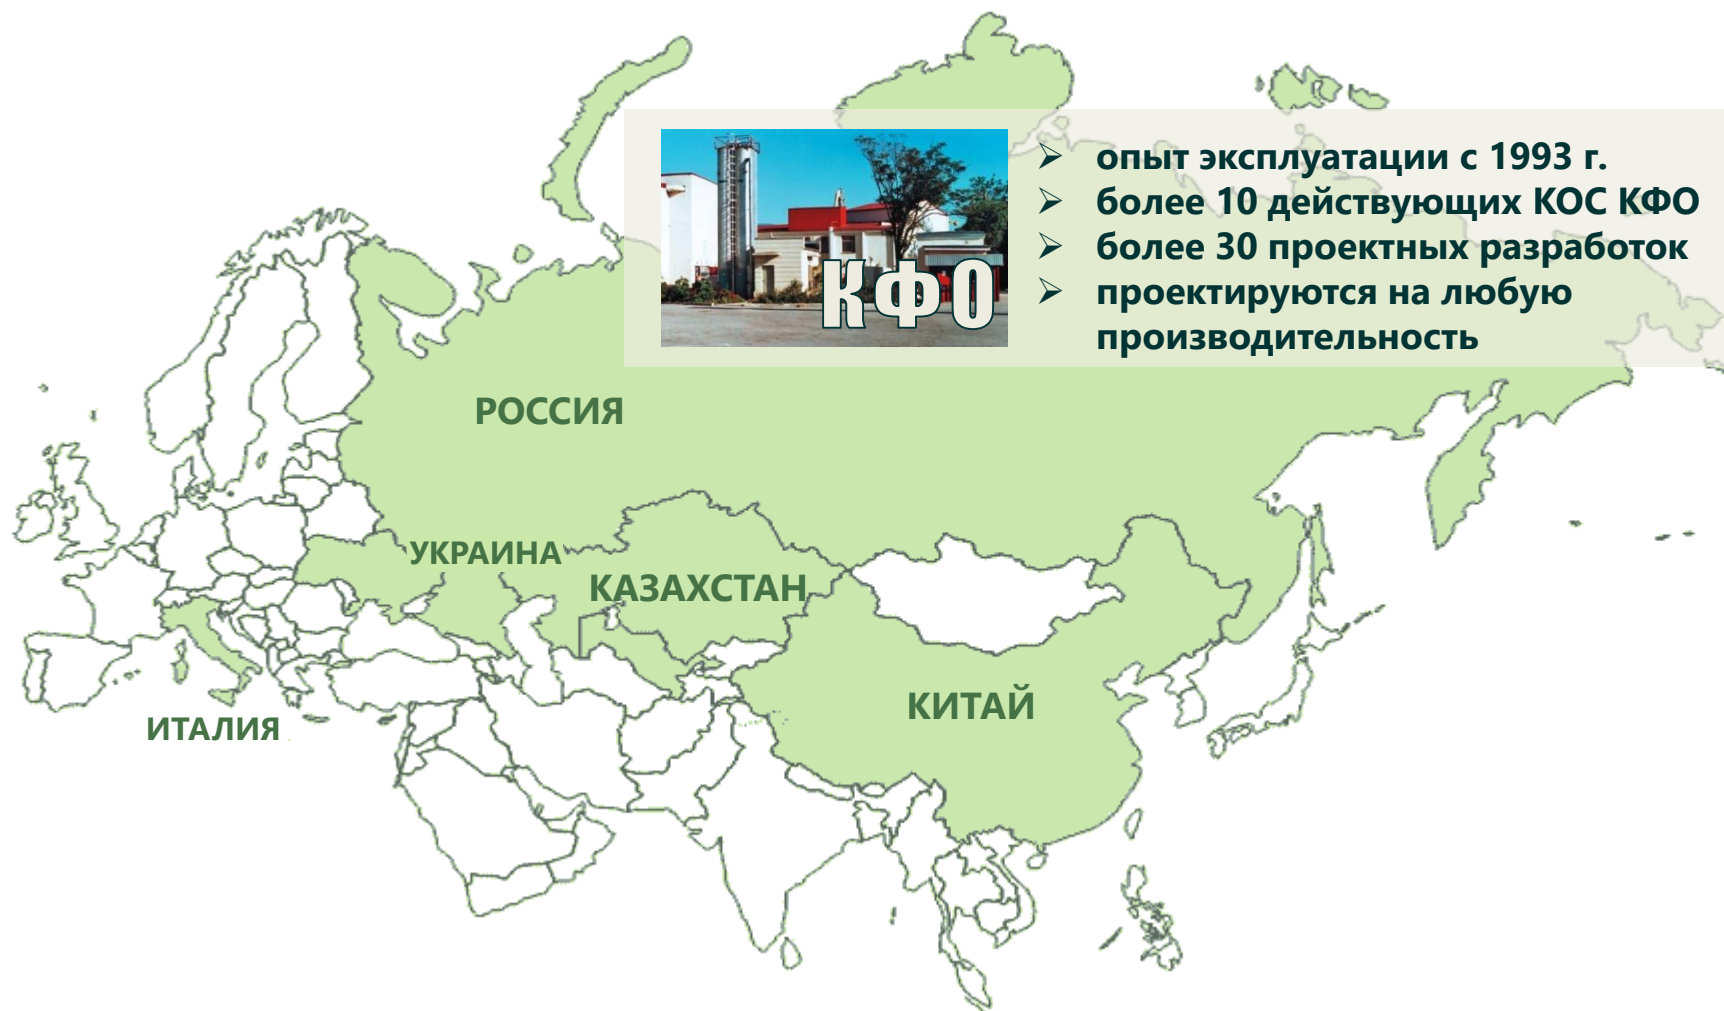 опыт эксплуатации с 1993 г.
более 10 действующих КОС КФО
более 30 проектных разработок
проектируются на любую
производительность
КФО
РОССИЯ
УКРАИНА
КАЗАХСТАН
КИТАЙ
ИТАЛИЯ